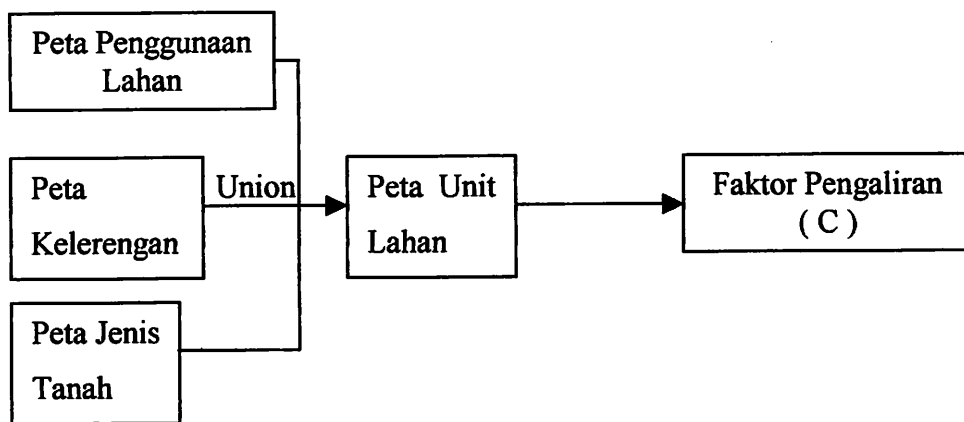 Peta Penggunaan
Lahan
Peta
Kelerengan
Union
Peta Unit
Lahan
Faktor Pengaliran
( C )
Peta Jenis
Tanah